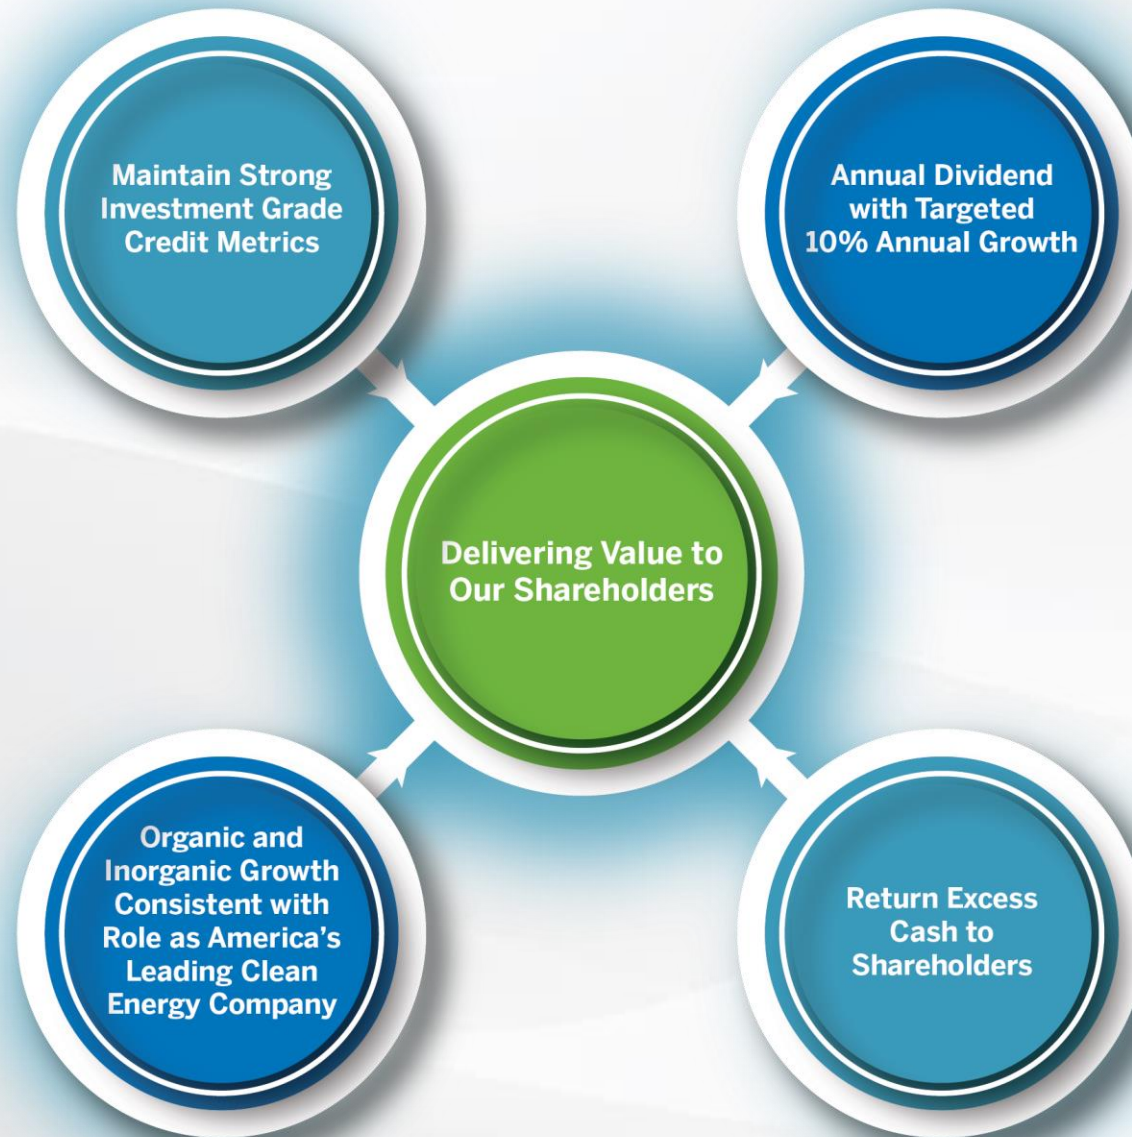 Maintain Strong
Investment Grade
Credit Metrics
Annual Dividend
with Targeted
10% Annual Growth
Delivering Value to
Our Shareholders
Organic and
Inorganic Growth
Consistent with
Role as America’s
Leading Clean
Energy Company
Return Excess
Cash to
Shareholders